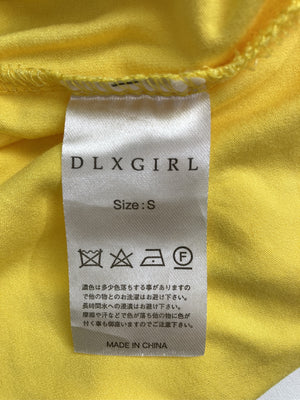 DLXGIRL
Size:S
濃色は多少色落ちする事がありますの
で他の物とのお洗濯はお避け下さい。
長時間水への浸漬はお避け下さい。
摩擦や汗などで色が落ち他の物に色が
付く事も御座いますのでご注意下さい。
MADE IN CHINA